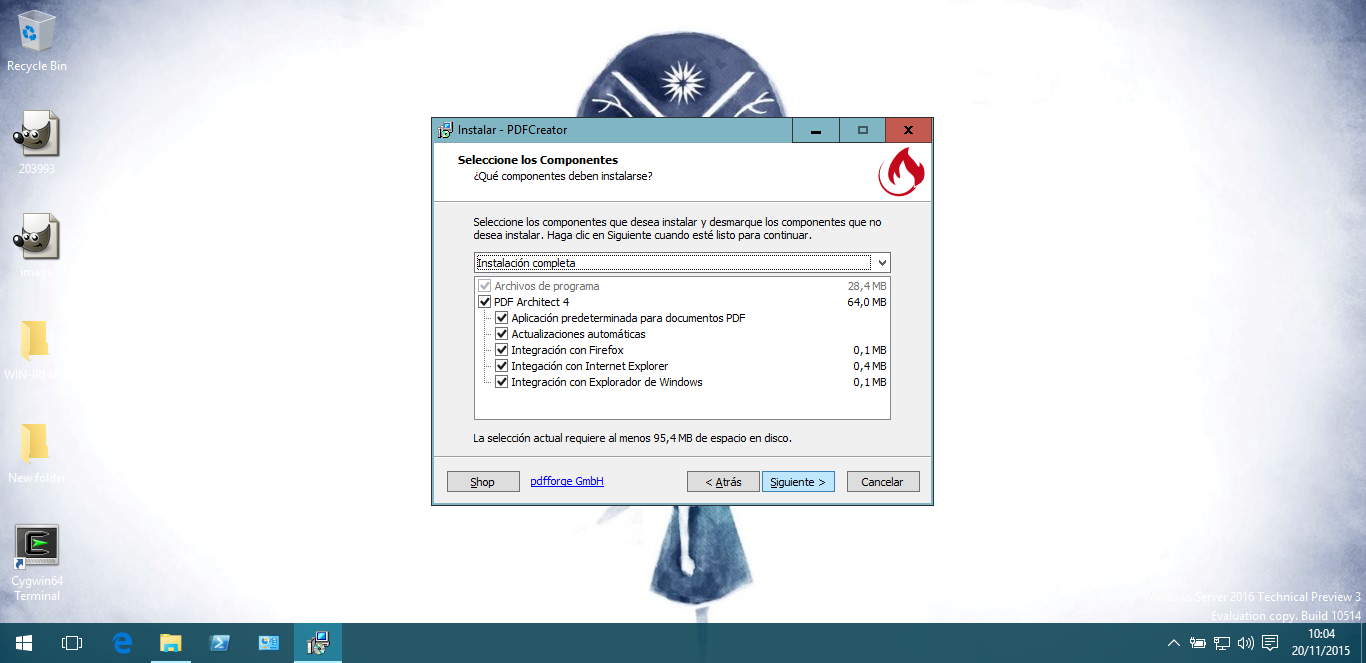 Recycle Bin
203993
image
New folder
Cygwin64
Terminal
Instalar - PDFCreator
Seleccione los Componentes
¿Qué componentes deben instalarse?
Seleccione los componentes que desea instalar y desmarque los componentes que no
desea instalar. Haga clic en Siguiente cuando esté listo para continuar.
Instalación completa
Archivos de programa 28,4 MB
PDF Architect 4 64,0 MB
Aplicación predeterminada para documentos PDF
Actualizaciones automáticas
Integración con Firefox 0,1 MB
Integación con Internet Explorer 0,4 MB
Integración con Explorador de Windows 0,1 MB
La selección actual requiere al menos 95,4 MB de espacio en disco.
Shop pdfforge GmbH < Atrás Siguiente > Cancelar
Windows Server 2016 Technical Preview 3
Evaluation copy. Build 10514
10:04
20/11/2015